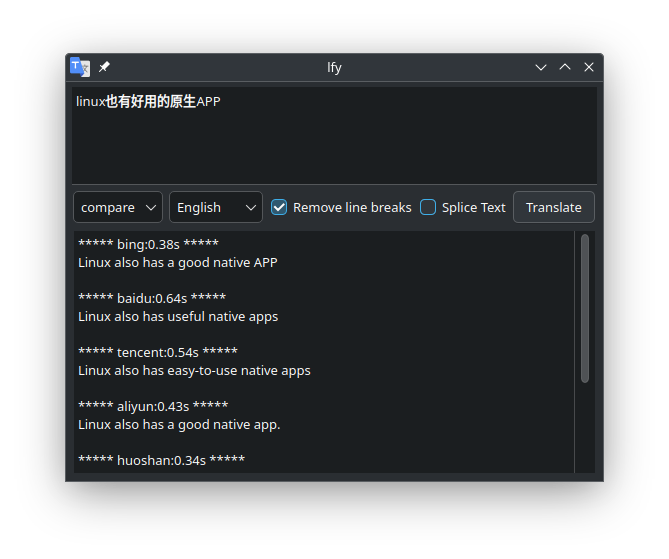 lfy
linux也有好用的原生APP
compare English Remove line breaks Splice Text Translate
***** bing:0.38s *****
Linux also has a good native APP
***** baidu:0.64s *****
Linux also has useful native apps
***** tencent:0.54s *****
Linux also has easy-to-use native apps
***** aliyun:0.43s *****
Linux also has a good native app.
***** huoshan:0.34s *****